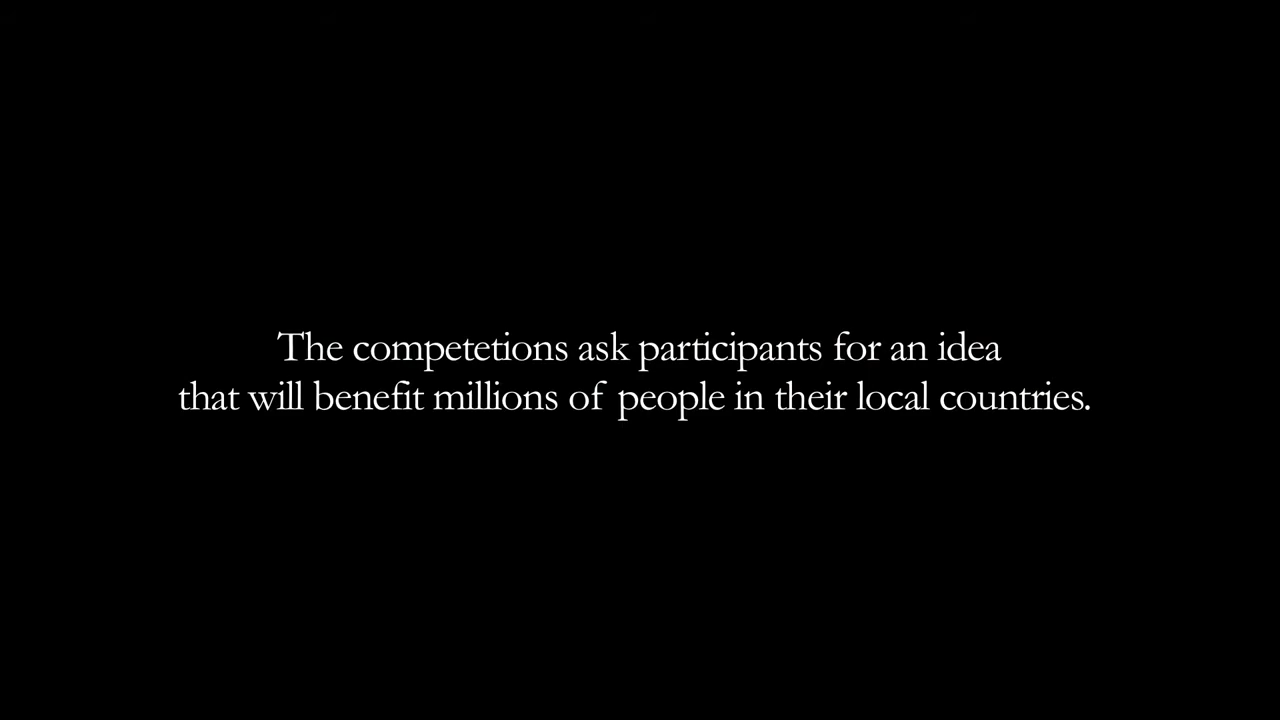 The competetions ask participants for an idea
that will benefit millions of people in their local countries.